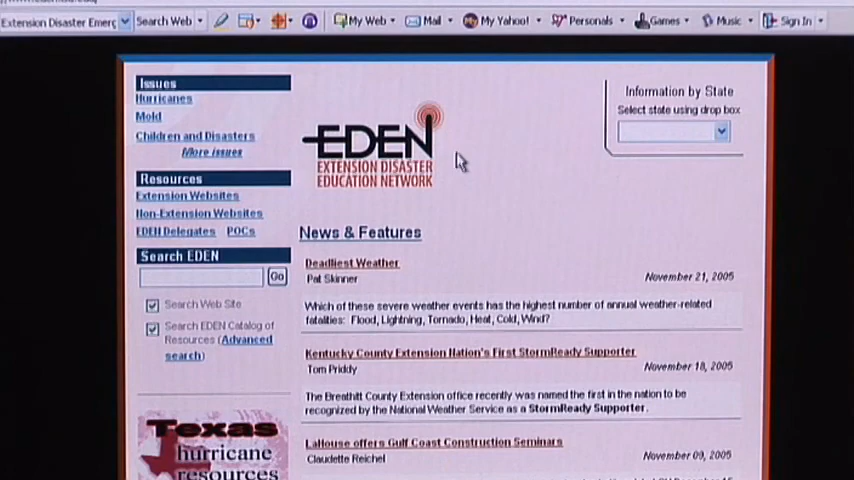 Extension Disaster Emerg
Search Web
My Web
Mail
My Yahoo!
Personals
Games
Music
Sign In
Issues
Hurricanes
Mold
Children and Disasters
More issues
Resources
Extension Websites
Non-Extension Websites
EDEN Delegates POCs
Search EDEN
Go
Search Web Site
Search EDEN Catalog of
Resources (Advanced
search)
Texas
hurricane
resources
EDEN
EXTENSION DISASTER
EDUCATION NETWORK
Information by State
Select state using drop box
News & Features
Deadliest Weather
Pat Skinner November 21, 2005
Which of these severe weather events has the highest number of annual weather-related
fatalities: Flood, Lightning, Tornado, Heat, Cold, Wind?
Kentucky County Extension Nation's First StormReady Supporter
Tom Priddy November 18, 2005
The Breathitt County Extension office recently was named the first in the nation to be
recognized by the National Weather Service as a StormReady Supporter.
LaHouse offers Gulf Coast Construction Seminars
Claudette Reichel November 09, 2005